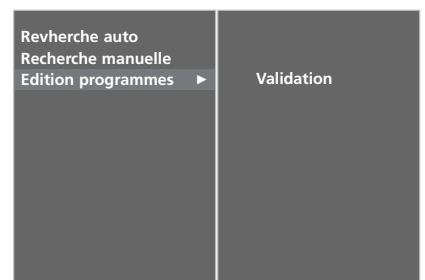 Revherche auto
Recherche manuelle
Edition programmes ►
Validation